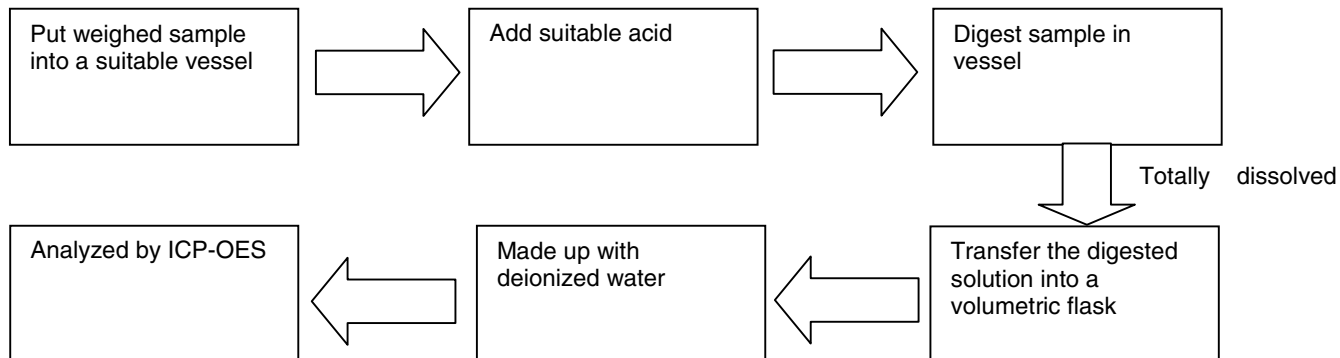 Put weighed sample
into a suitable vessel
Add suitable acid
Digest sample in
vessel
Totally dissolved
Transfer the digested
solution into a
volumetric flask
Made up with
deionized water
Analyzed by ICP-OES